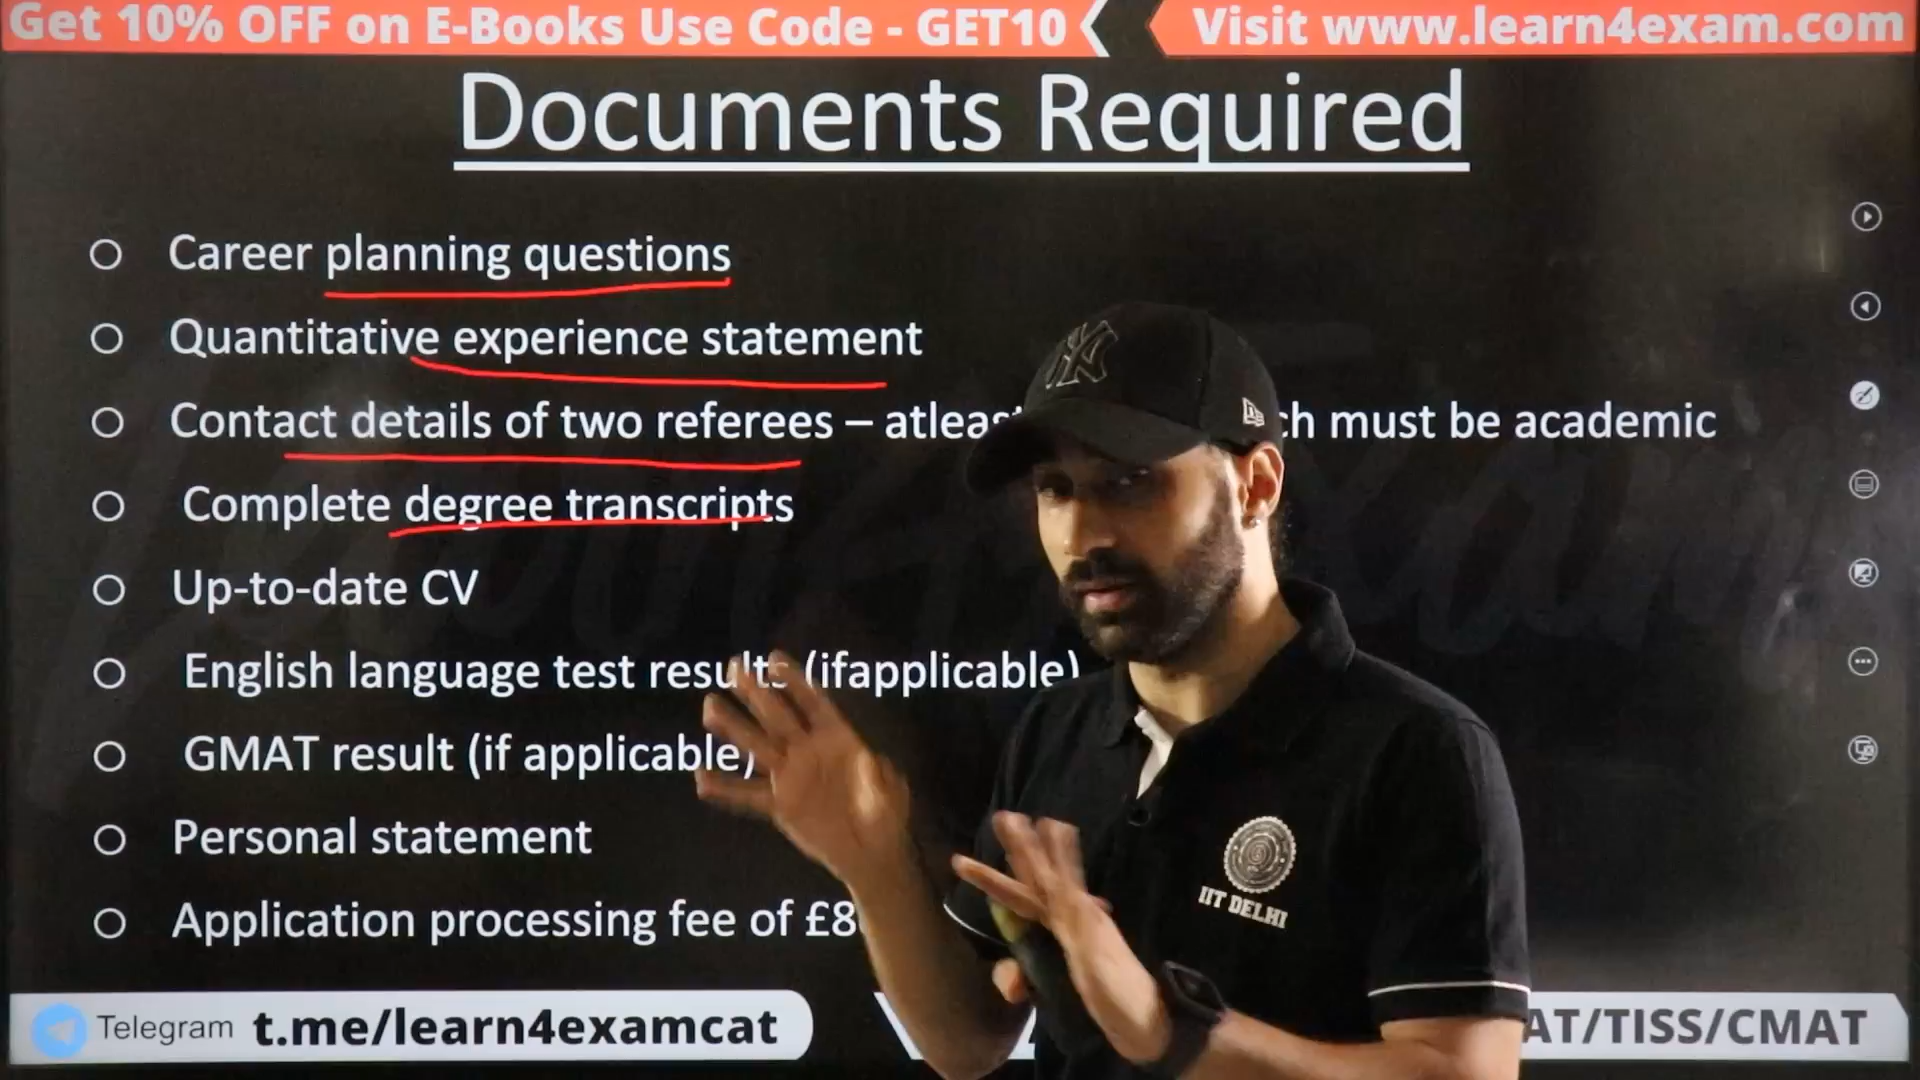 Get 10% OFF on E-Books Use Code - GET10
Visit www.learn4exam.com
Documents Required
Career planning questions
Quantitative experience statement
Contact details of two referees – must be academic
Complete degree transcripts
Up-to-date CV
English language test results (ifapplicable)
GMAT result (if applicable)
Personal statement
Application processing fee of
Telegram t.me/learn4examcat
AT/TISS/CMAT
NY
IIT DELHI